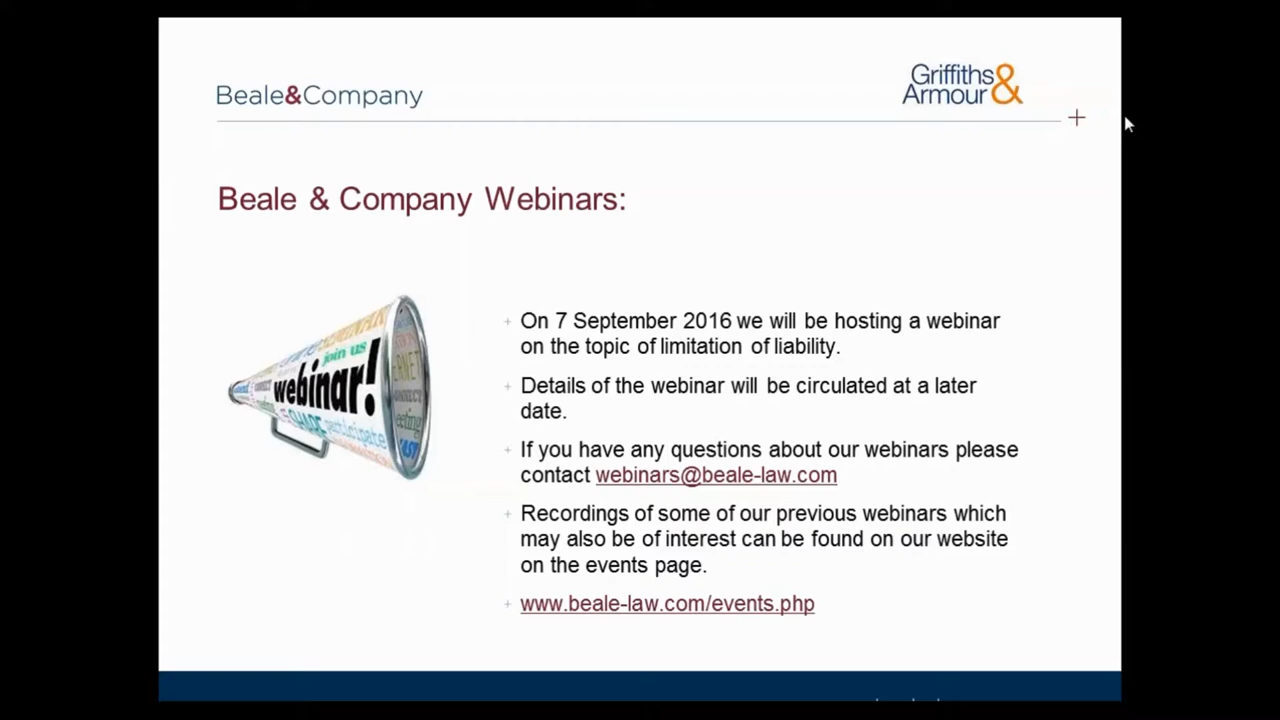 Beale&Company
Griffiths&
Armour
Beale & Company Webinars:
join us
webinar!
participate
On 7 September 2016 we will be hosting a webinar
on the topic of limitation of liability.
Details of the webinar will be circulated at a later
date.
If you have any questions about our webinars please
contact webinars@beale-law.com
Recordings of some of our previous webinars which
may also be of interest can be found on our website
on the events page.
www.beale-law.com/events.php